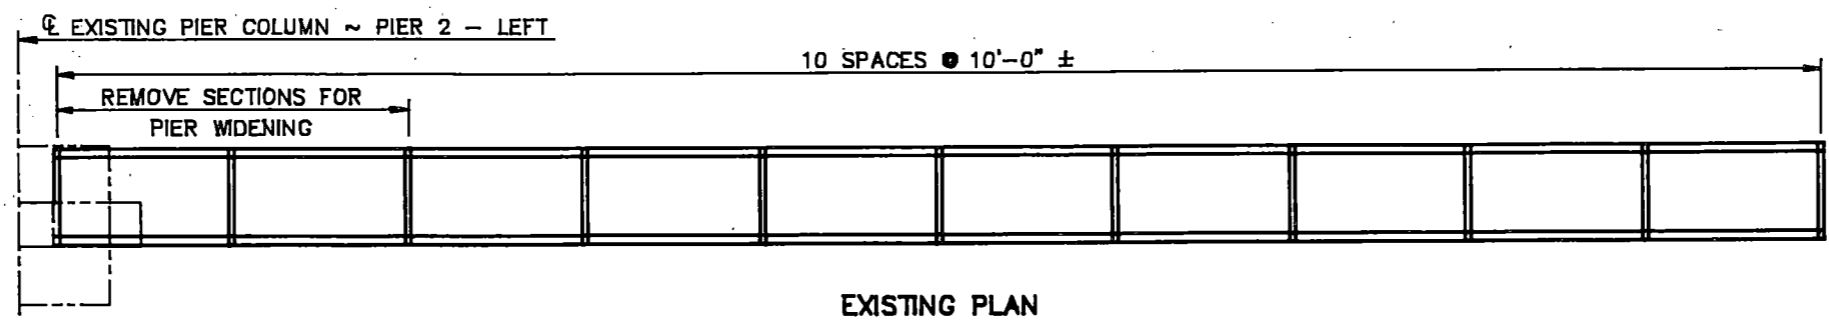 ℄ EXISTING PIER COLUMN ~ PIER 2 - LEFT
10 SPACES @ 10'-0" ±
REMOVE SECTIONS FOR
PIER WIDENING
EXISTING PLAN